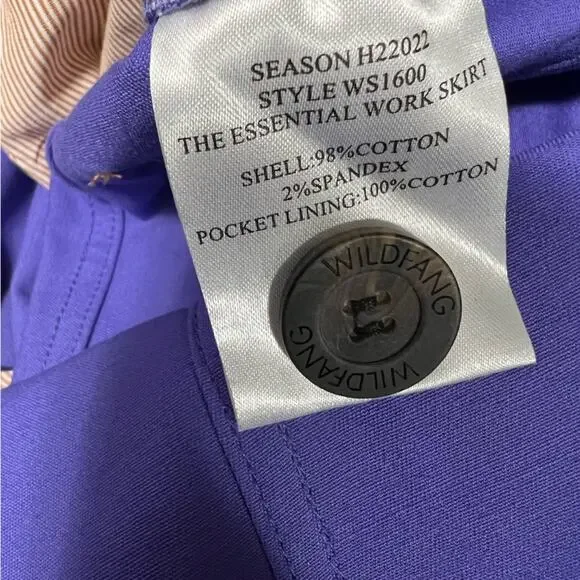 SEASON H22022
STYLE WS1600
THE ESSENTIAL WORK SKIRT
SHELL:98%COTTON
2%SPANDEX
POCKET LINING:100%COTTON
WILDFANG
WILDFANG